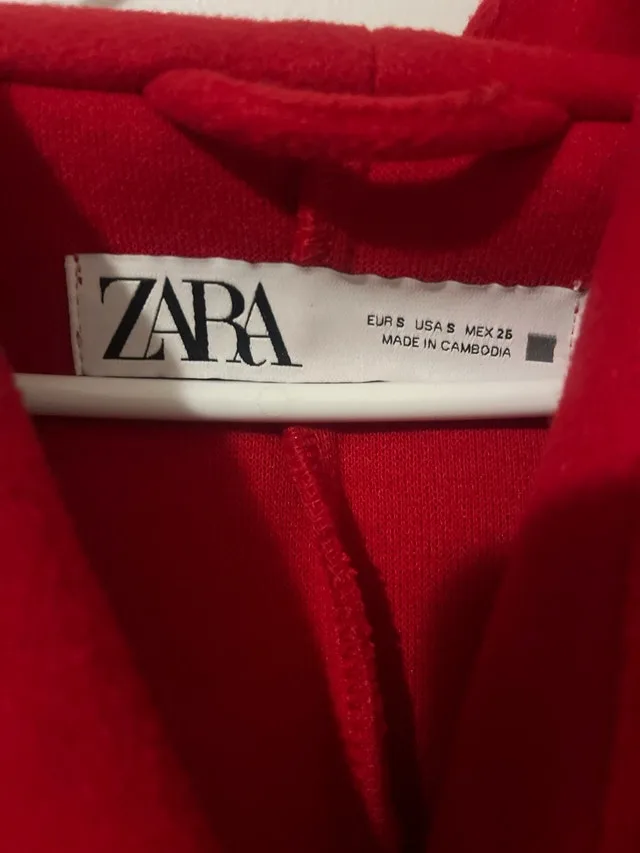 ZARA
EUR S USA S MEX 26
MADE IN CAMBODIA